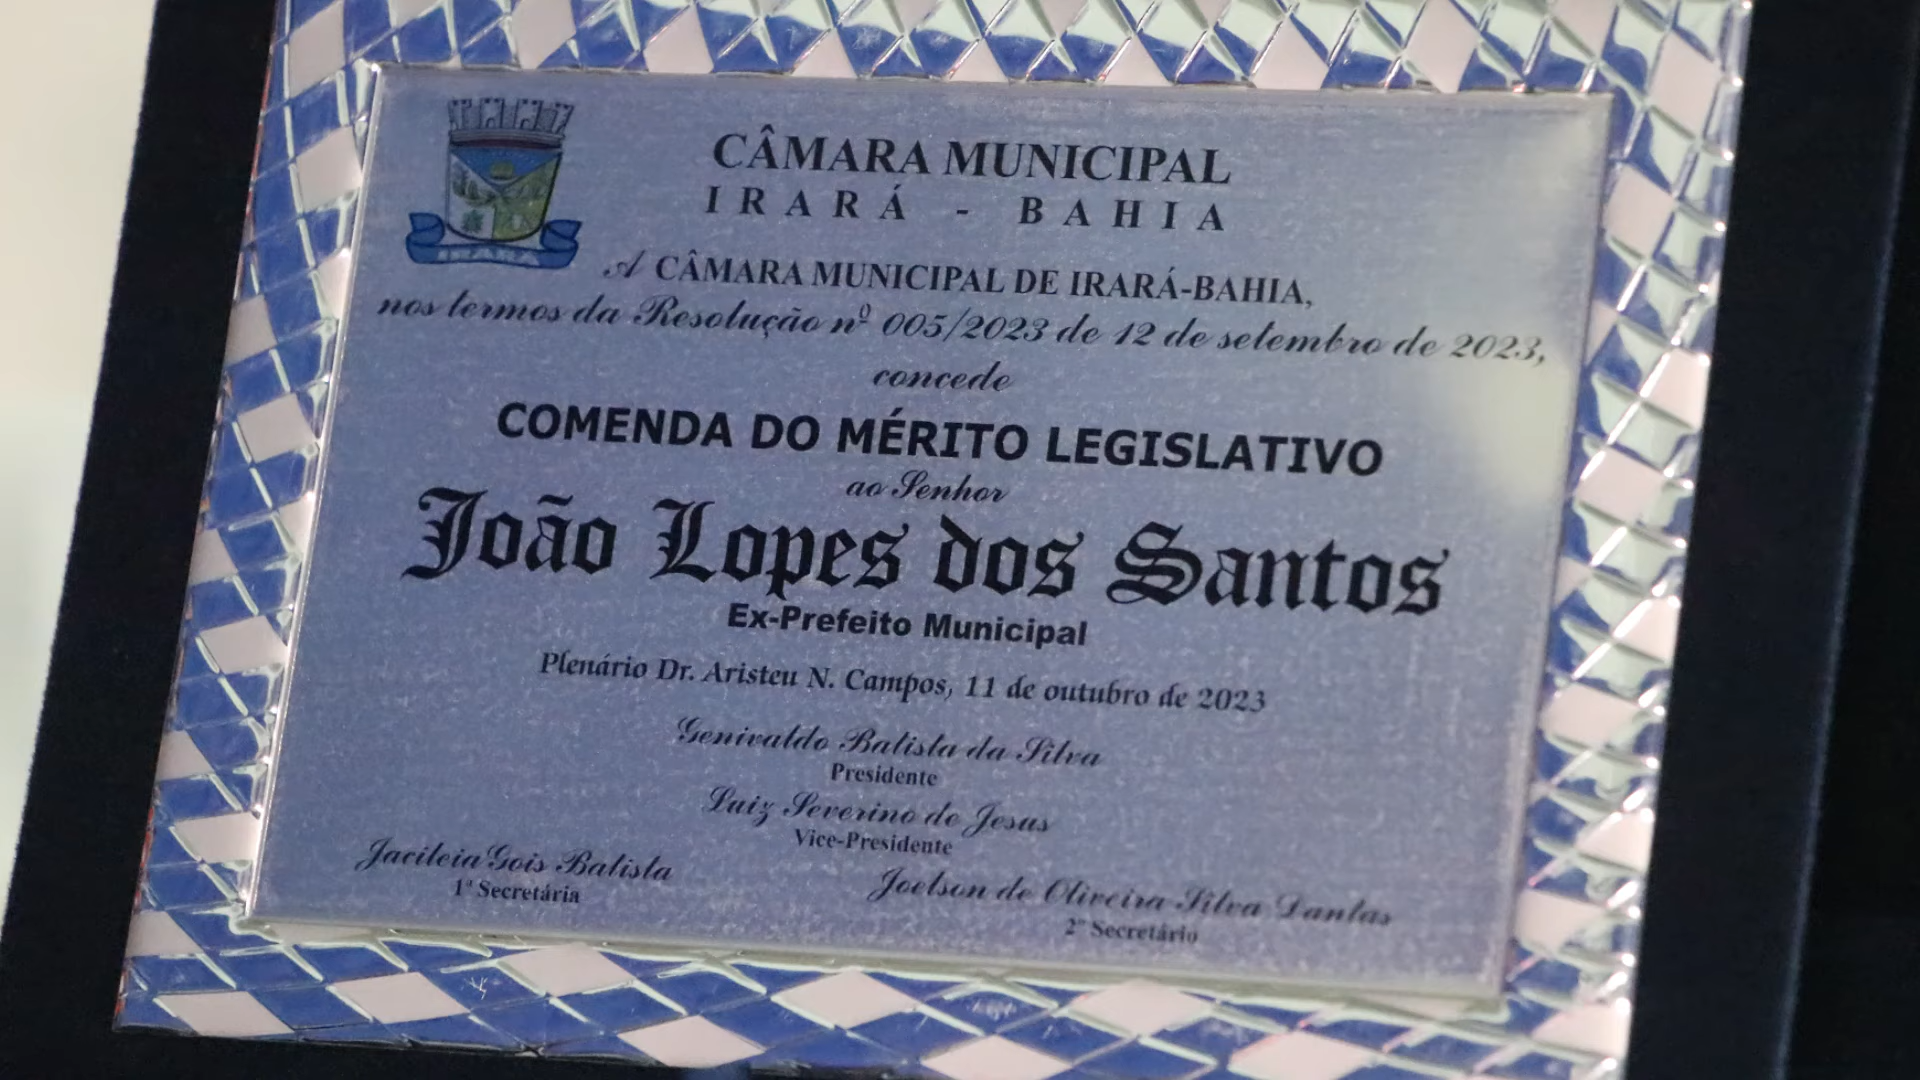 CÂMARA MUNICIPAL
IRARÁ - BAHIA
IRARÁ
A CÂMARA MUNICIPAL DE IRARÁ-BAHIA,
nos termos da Resolução nº 005/2023 de 12 de setembro de 2023,
concede
COMENDA DO MÉRITO LEGISLATIVO
ao Senhor
João Lopes dos Santos
Ex-Prefeito Municipal
Plenário Dr. Aristeu N. Campos, 11 de outubro de 2023
Genivaldo Batista da Silva
Presidente
Luiz Severino de Jesus
Vice-Presidente
Jacileia Gois Batista
1ª Secretária
Joelson de Oliveira Silva Dantas
2º Secretário